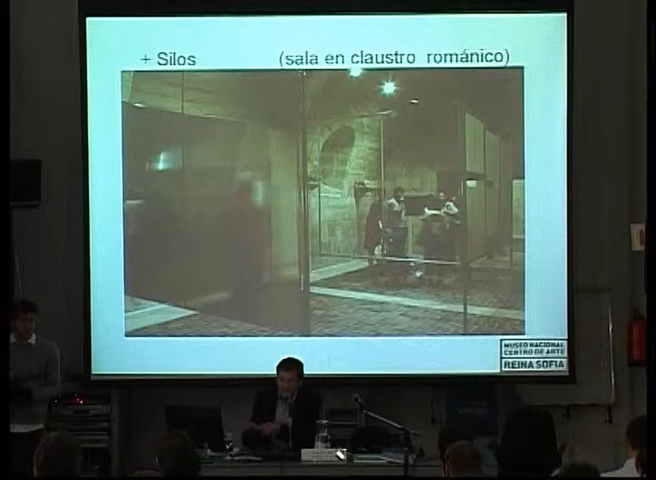 + Silos (sala en claustro románico)
MUSEO NACIONAL
CENTRO DE ARTE
REINA SOFIA